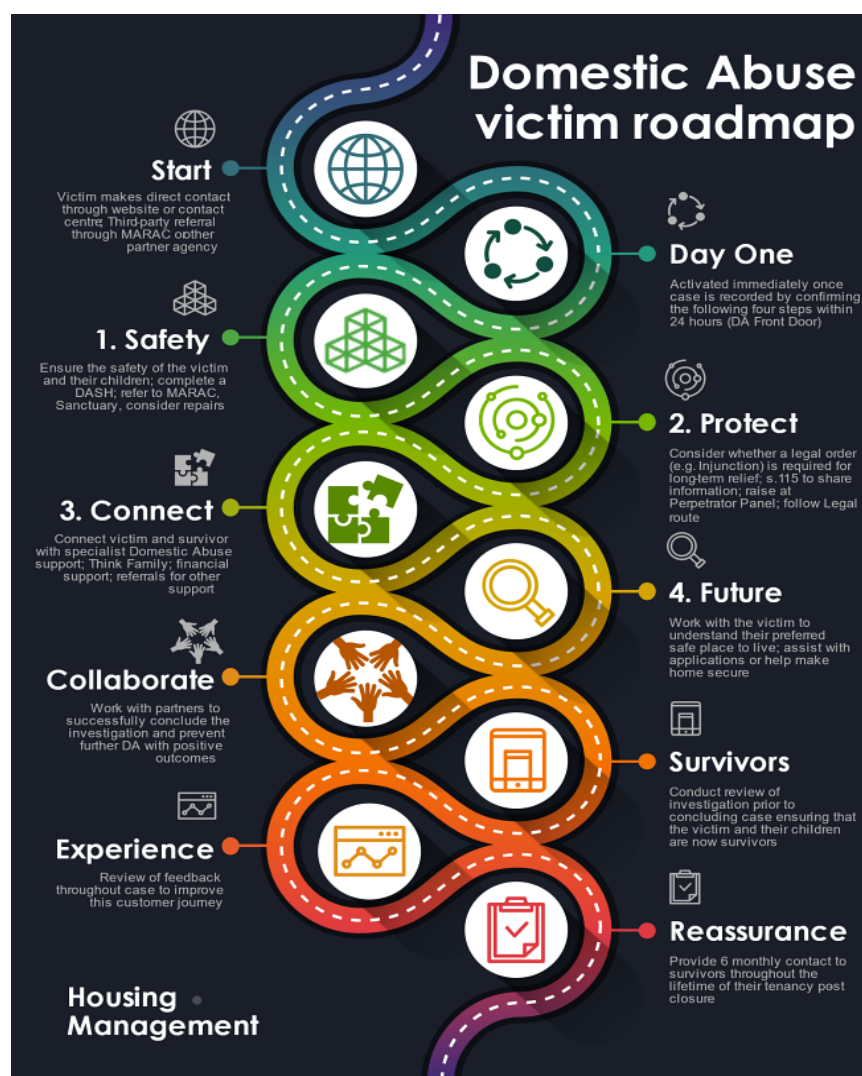 Domestic Abuse
victim roadmap
Start
Victim makes direct contact
through website or contact
centre; Third-party referral
through MARAC opther
partner agency
Day One
Activated immediately once
case is recorded by confirming
the following four steps within
24 hours (DA Front Door)
1. Safety
Ensure the safety of the victim
and their children; complete a
DASH; refer to MARAC,
Sanctuary, consider repairs
2. Protect
Consider whether a legal order
(e.g. Injunction) is required for
long-term relief; s.115 to share
information; raise at
Perpetrator Panel; follow Legal
route
3. Connect
Connect victim and survivor
with specialist Domestic Abuse
support; Think Family; financial
support; referrals for other
support
4. Future
Work with the victim to
understand their preferred
safe place to live; assist with
applications or help make
home secure
Collaborate
Work with partners to
successfully conclude the
investigation and prevent
further DA with positive
outcomes
Survivors
Conduct review of
investigation prior to
concluding case ensuring that
the victim and their children
are now survivors
Experience
Review of feedback
throughout case to improve
this customer journey
Reassurance
Provide 6 monthly contact to
survivors throughout the
lifetime of their tenancy post
closure
Housing
Management